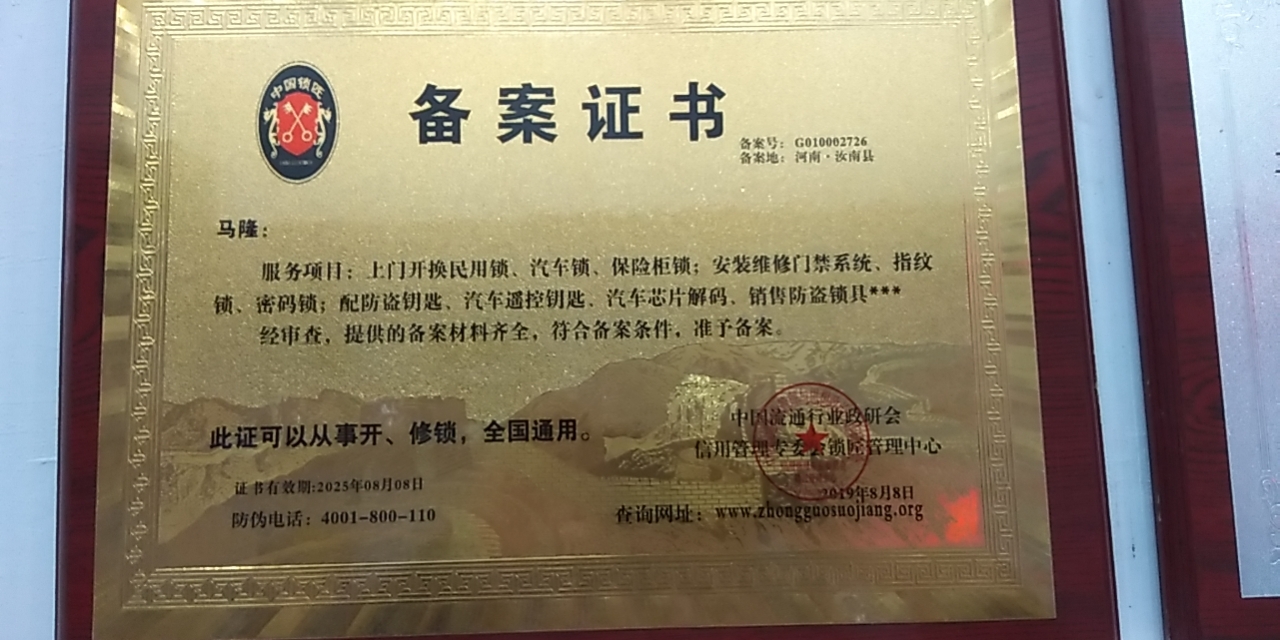 中国锁匠
备案证书
备案号：G010002726
备案地：河南·汝南县
马隆：
服务项目：上门开换民用锁、汽车锁、保险柜锁；安装维修门禁系统、指纹
锁、密码锁；配防盗钥匙、汽车遥控钥匙、汽车芯片解码、销售防盗锁具***
经审查，提供的备案材料齐全，符合备案条件，准予备案。
此证可以从事开、修锁，全国通用。
中国流通行业政研会
信用管理专委会锁匠管理中心
证书有效期:2025年08月08日
2019年8月8日
防伪电话：4001-800-110
查询网址：www.zhongguosuojiang.org